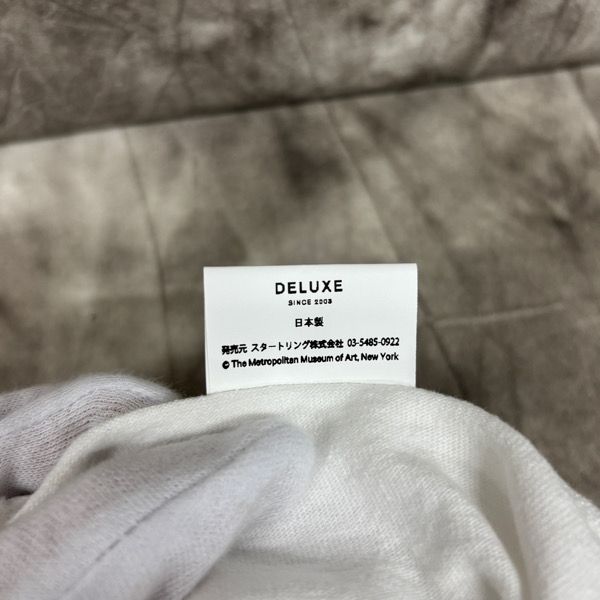 DELUXE
SINCE 2003
日本製
発売元 スタートリング株式会社 03-5485-0922
© The Metropolitan Museum of Art, New York